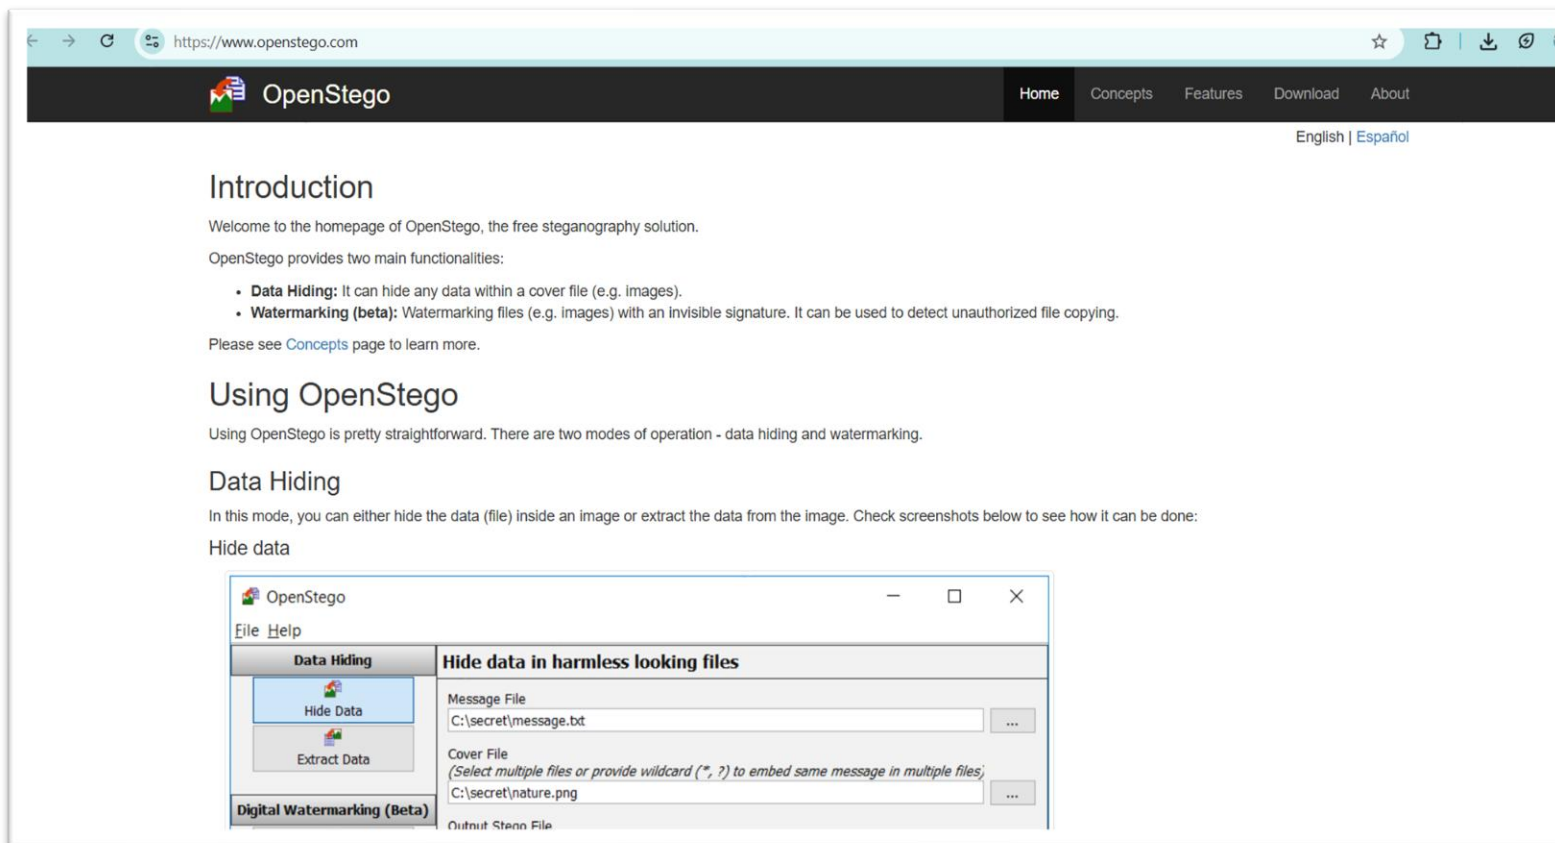 https://www.openstego.com
OpenStego
Home Concepts Features Download About
English | Español
Introduction
Welcome to the homepage of OpenStego, the free steganography solution.
OpenStego provides two main functionalities:
• Data Hiding: It can hide any data within a cover file (e.g. images).
• Watermarking (beta): Watermarking files (e.g. images) with an invisible signature. It can be used to detect unauthorized file copying.
Please see Concepts page to learn more.
Using OpenStego
Using OpenStego is pretty straightforward. There are two modes of operation - data hiding and watermarking.
Data Hiding
In this mode, you can either hide the data (file) inside an image or extract the data from the image. Check screenshots below to see how it can be done:
Hide data
OpenStego
File Help
Data Hiding
Hide Data
Extract Data
Digital Watermarking (Beta)
Hide data in harmless looking files
Message File
C:\secret\message.txt
...
Cover File
(Select multiple files or provide wildcard (*, ?) to embed same message in multiple files)
C:\secret\nature.png
...
Output Stego File